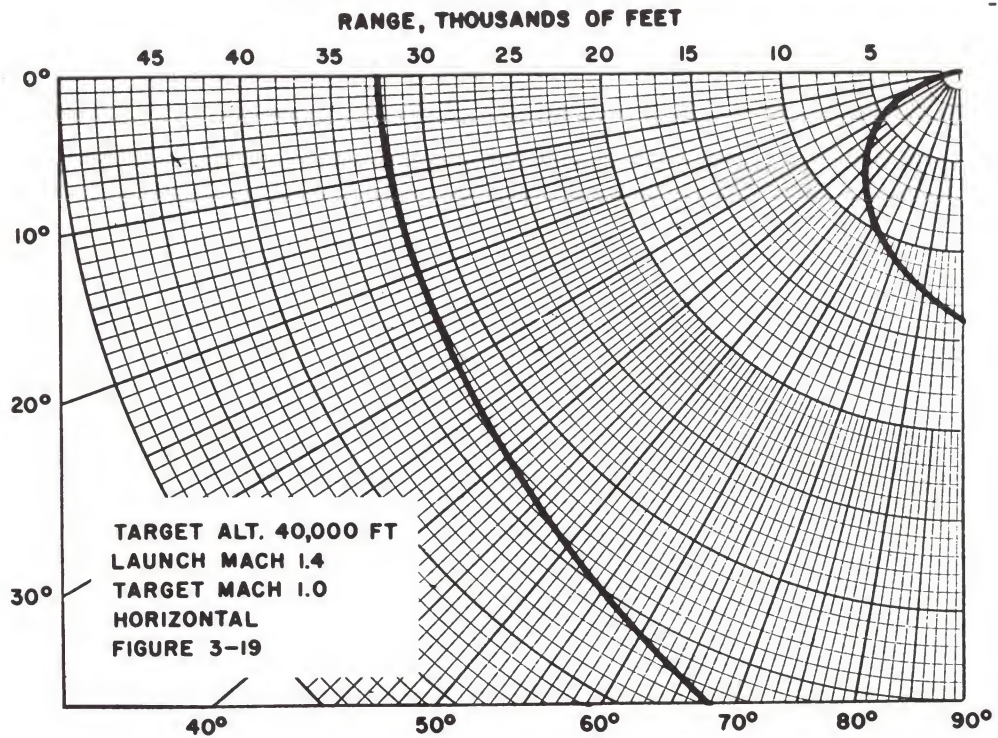 RANGE, THOUSANDS OF FEET
45 40 35 30 25 20 15 10 5
0°
10°
20°
30°
TARGET ALT. 40,000 FT
LAUNCH MACH 1.4
TARGET MACH 1.0
HORIZONTAL
FIGURE 3-19
40° 50° 60° 70° 80° 90°